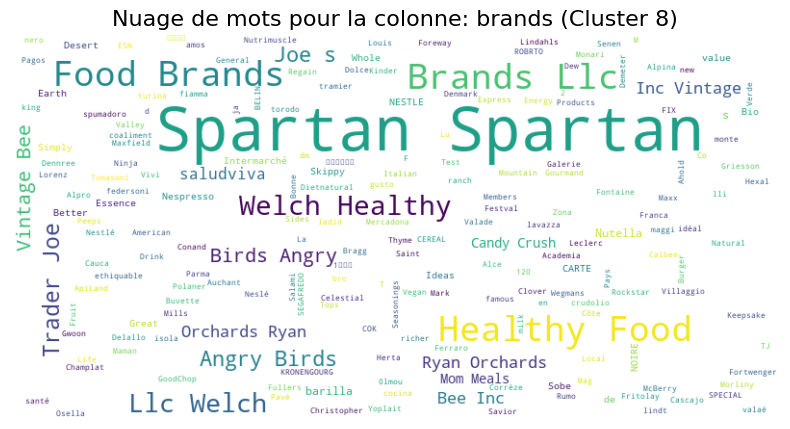 Nuage de mots pour la colonne: brands (Cluster 8)
nero ESN amos Nutrimuscle Louis Foreway Lindahls Senen M
Desert Joe s General Whole ROBRTO Monari value
Pagos Food Brands Regain Dolce Kinder Brands Llc Dew Demeter Alpina new
Earth turina fiamma BELIN tramier Denmark 2 Inc Vintage Verde
king spumadoro d ja torodo NESTLE Express Energy Products FIX s Bio
Valley Spartan Spartan
Vintage Bee coaliment Maxfield Lu monte
Simply Intermarché dm F Test Galerie Co Griesson
Dennree Ninja Tomasoni Vivi saludviva Skippy Italian Mountain Gourmand Ahold
Lorenz Alpro federsoni Nespresso Bonne Dietnatural gusto ranch Fontaine Maxx lli Hexal
Better Essence Welch Healthy Members Zona Franca
Peeps Sides ladid Mercadona Valade Festval lavazza Nutella maggi idéal
Trader Joe Nestlé American La Bragg Thyme CEREAL Candy Crush Leclerc Natural
Cauca Drink Conand Birds Angry Saint Academia Calbee
ethiquable Parma Salami Neslé Auchan Celestial Vegan Mark Ideas Alce 120 CARTE Pays Burger
ApiLand Polaner SEGAFREDO bru T famous Clover Wegmans Rockstar Villaggio
Fruit Buvette Tops Seasonings en crudolio Côte Keepsake
Gwoon Mills Great Orchards Ryan COK milk Healthy Food TJ
Delallo isola richer Ferraro NOIRE
Life Maman Angry Birds Herta Ryan Orchards Local Fortwenger
Champlat KRONENGOURG Mom Meals Mag McBerry Morliny
GoodChop Fullers barilla Olmou cocina Sobe Corrèze Fritolay SPECIAL
santé Llc Welch Pavé Bee Inc Rumo de Cascajo
Osella Christopher Yoplait Savior lindt valaé